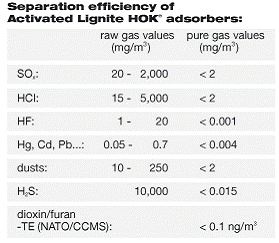 Separation efficiency of
Activated Lignite HOK® adsorbers:
raw gas values pure gas values
(mg/m³) (mg/m³)
SO₂: 20 - 2,000 < 2
HCl: 15 - 5,000 < 2
HF: 1 - 20 < 0.001
Hg, Cd, Pb...: 0.05 - 0.7 < 0.004
dusts: 10 - 250 < 2
H₂S: 10,000 < 0.015
dioxin/furan
-TE (NATO/CCMS): < 0.1 ng/m³